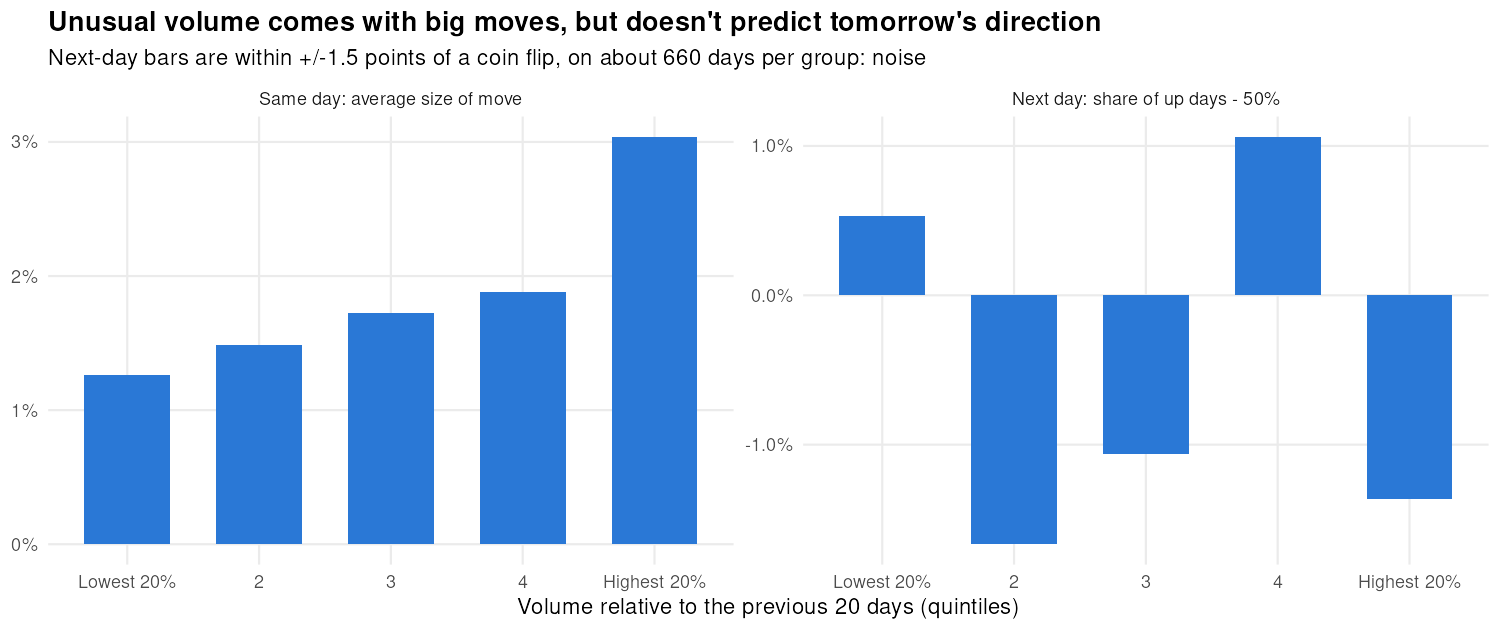 Unusual volume comes with big moves, but doesn't predict tomorrow's direction
Next-day bars are within +/-1.5 points of a coin flip, on about 660 days per group: noise
Same day: average size of move
3%
2%
1%
0%
Lowest 20% 2 3 4 Highest 20%
Next day: share of up days - 50%
1.0%
0.0%
-1.0%
Lowest 20% 2 3 4 Highest 20%
Volume relative to the previous 20 days (quintiles)